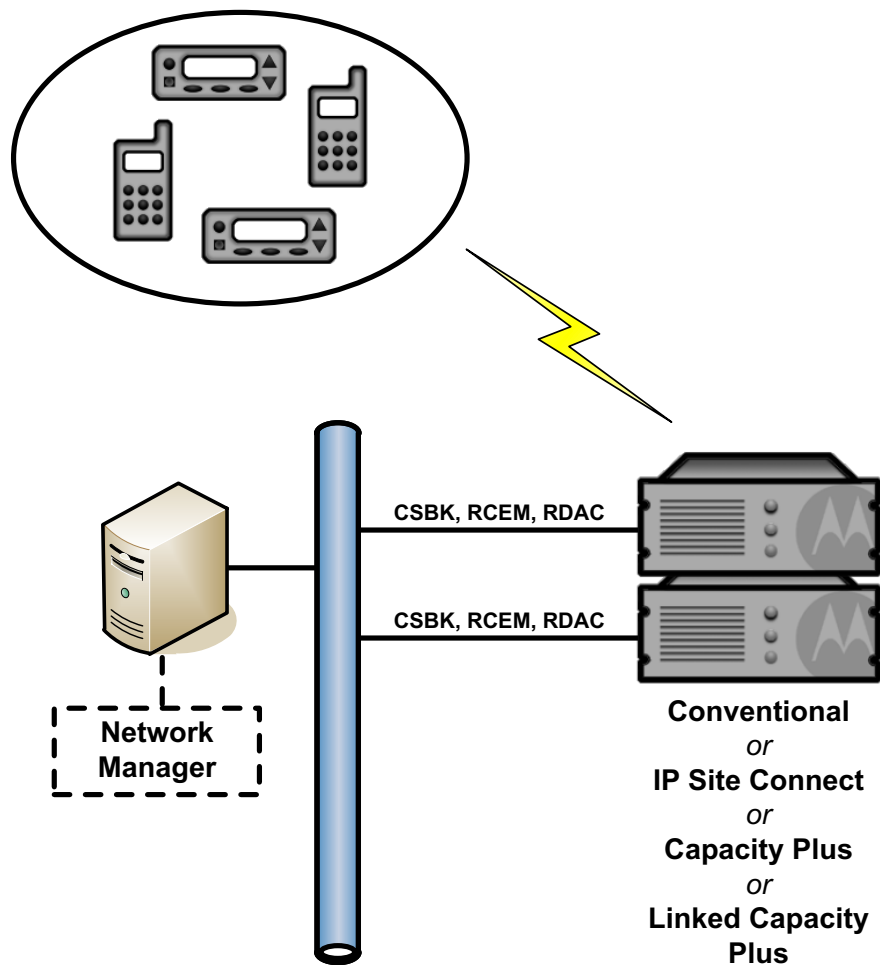 CSBK, RCEM, RDAC
CSBK, RCEM, RDAC
Network
Manager
Conventional
or
IP Site Connect
or
Capacity Plus
or
Linked Capacity
Plus